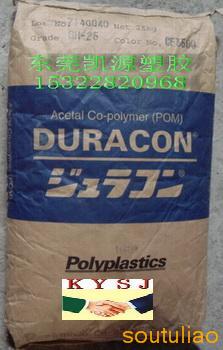 Lot No. 40040 Net 25kg
Grade GH-25 Color No. CF3500
东莞凯源塑胶
15322820968
Acetal Co-polymer (POM)
DURACON®
ジュラコン®
Polyplastics
KYSJ
soutuliao